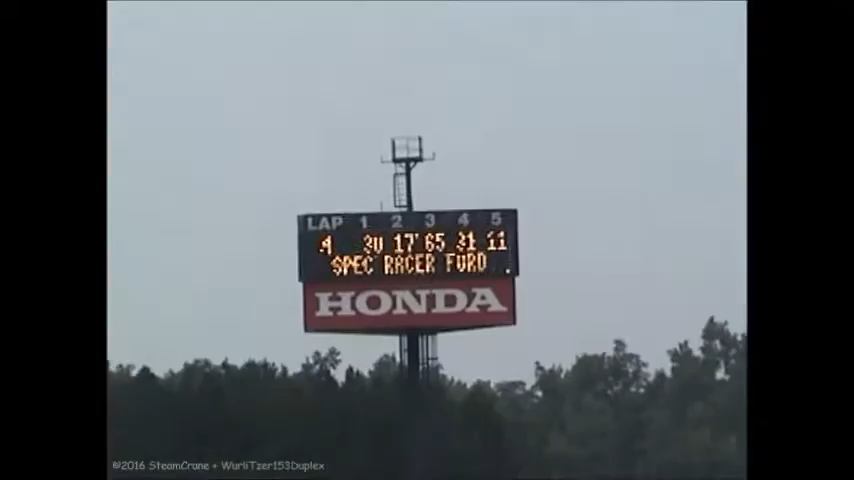 LAP 1 2 3 4 5
4 30 17 65 31 11
SPEC RACER FORD
HONDA
©2016 SteamCrane + WurliTzer153Duplex